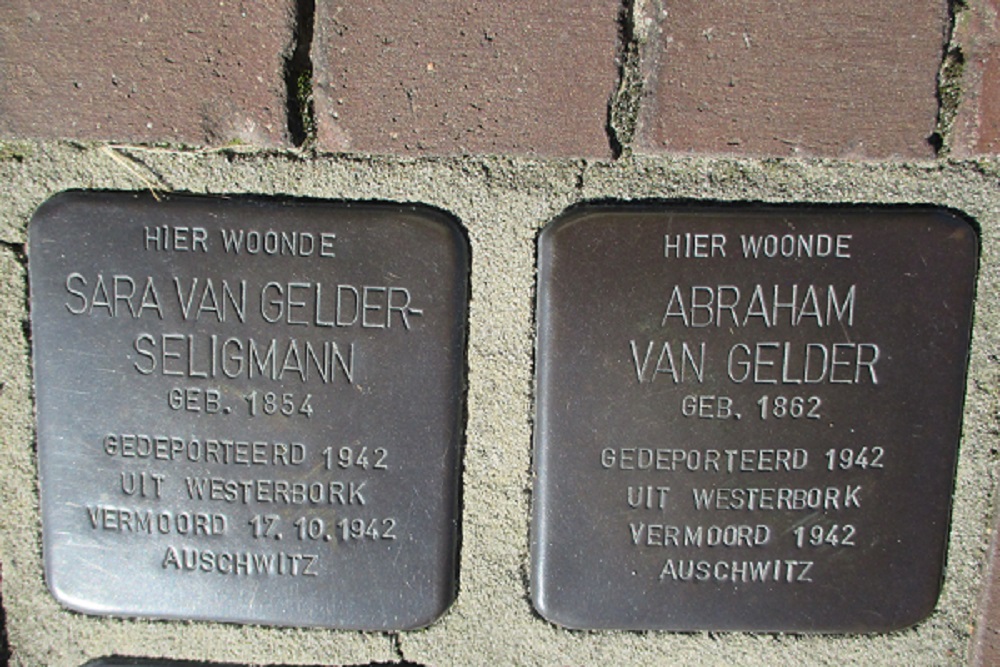 HIER WOONDE
SARA VAN GELDER-
SELIGMANN
GEB. 1854
GEDEPORTEERD 1942
UIT WESTERBORK
VERMOORD 17.10.1942
AUSCHWITZ
HIER WOONDE
ABRAHAM
VAN GELDER
GEB. 1862
GEDEPORTEERD 1942
UIT WESTERBORK
VERMOORD 1942
AUSCHWITZ